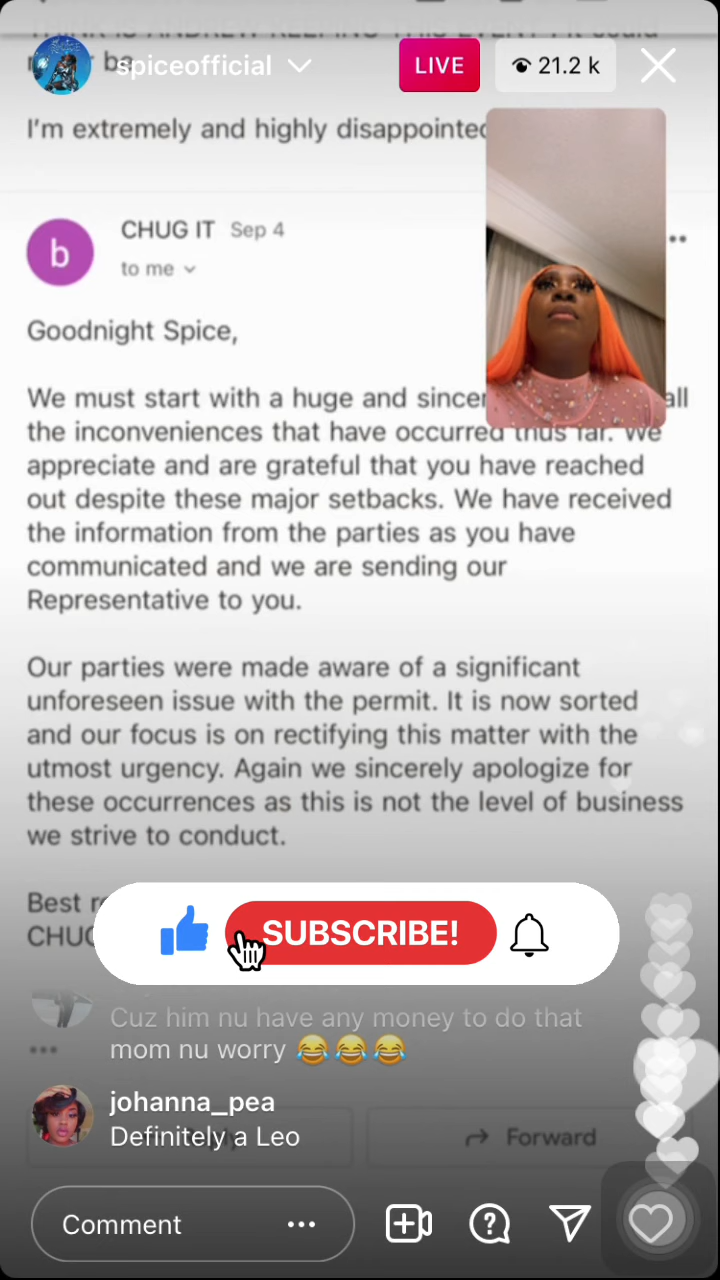 spiceofficial
LIVE
21.2 k
I'm extremely and highly disappointed
b
CHUG IT Sep 4
to me
Goodnight Spice,
We must start with a huge and all
the inconveniences that have occurred thus far. We
appreciate and are grateful that you have reached
out despite these major setbacks. We have received
the information from the parties as you have
communicated and we are sending our
Representative to you.
Our parties were made aware of a significant
unforeseen issue with the permit. It is now sorted
and our focus is on rectifying this matter with the
utmost urgency. Again we sincerely apologize for
these occurrences as this is not the level of business
we strive to conduct.
Best
SUBSCRIBE!
Cuz him nu have any money to do that
mom nu worry 😂😂😂
johanna_pea
Definitely a Leo
Forward
Comment